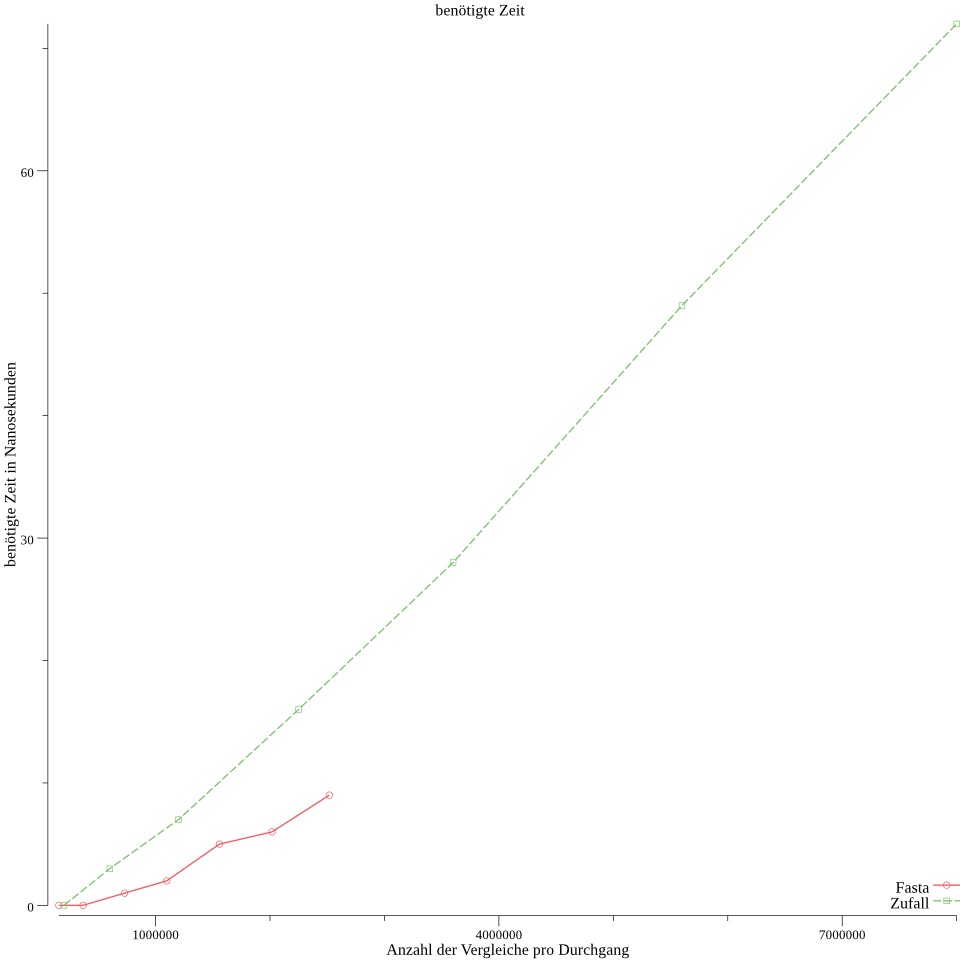 benötigte Zeit
60
30
0
benötigte Zeit in Nanosekunden
Fasta
Zufall
1000000
4000000
7000000
Anzahl der Vergleiche pro Durchgang